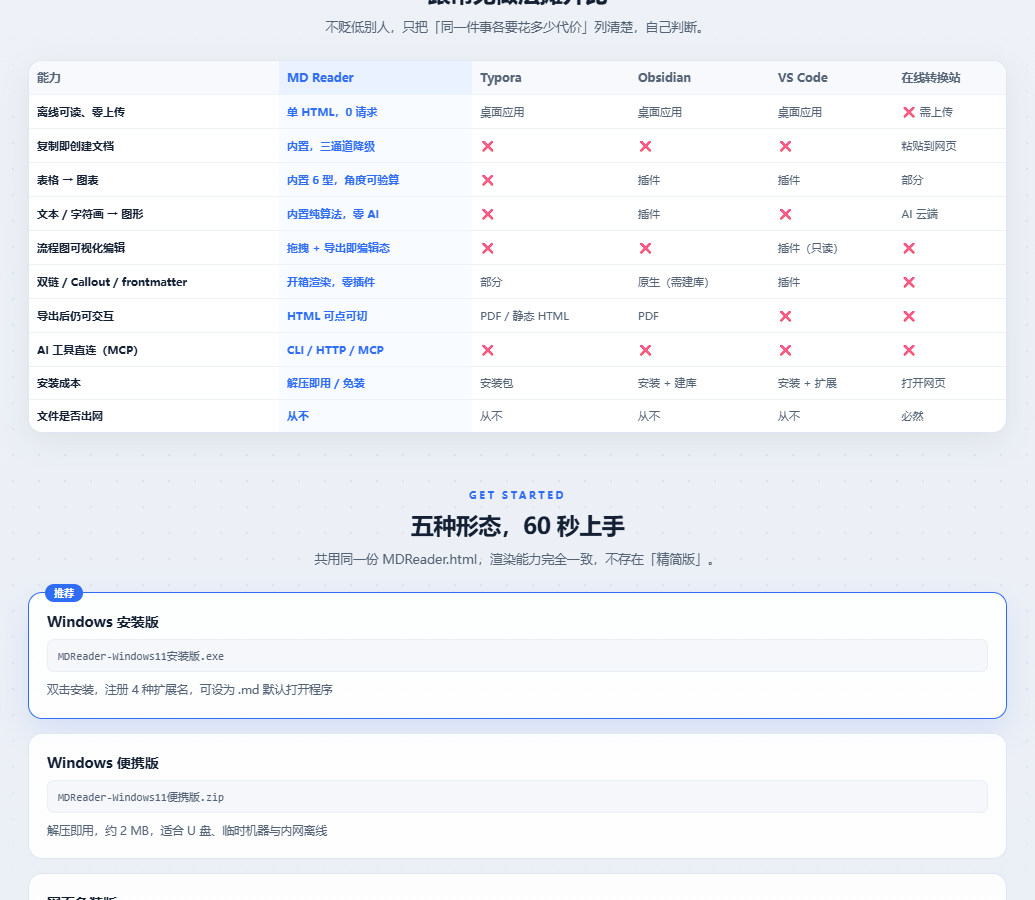 不贬低别人，只把「同一件事各要花多少代价」列清楚，自己判断。
能力 MD Reader Typora Obsidian VS Code 在线转换站
离线可读、零上传 单 HTML，0 请求 桌面应用 桌面应用 桌面应用 ❌ 需上传
复制即创建文档 内置，三通道降级 ❌ ❌ ❌ 粘贴到网页
表格 → 图表 内置 6 型，角度可验算 ❌ 插件 插件 部分
文本 / 字符画 → 图形 内置纯算法，零 AI ❌ 插件 ❌ AI 云端
流程图可视化编辑 拖拽 + 导出即编辑态 ❌ ❌ 插件（只读） ❌
双链 / Callout / frontmatter 开箱渲染，零插件 部分 原生（需建库） 插件 ❌
导出后仍可交互 HTML 可点可切 PDF / 静态 HTML PDF ❌ ❌
AI 工具直连（MCP） CLI / HTTP / MCP ❌ ❌ ❌ ❌
安装成本 解压即用 / 免装 安装包 安装 + 建库 安装 + 扩展 打开网页
文件是否出网 从不 从不 从不 从不 必然
GET STARTED
五种形态，60 秒上手
共用同一份 MDReader.html，渲染能力完全一致，不存在「精简版」。
推荐
Windows 安装版
MDReader-Windows11安装版.exe
双击安装，注册 4 种扩展名，可设为 .md 默认打开程序
Windows 便携版
MDReader-Windows11便携版.zip
解压即用，约 2 MB，适合 U 盘、临时机器与内网离线